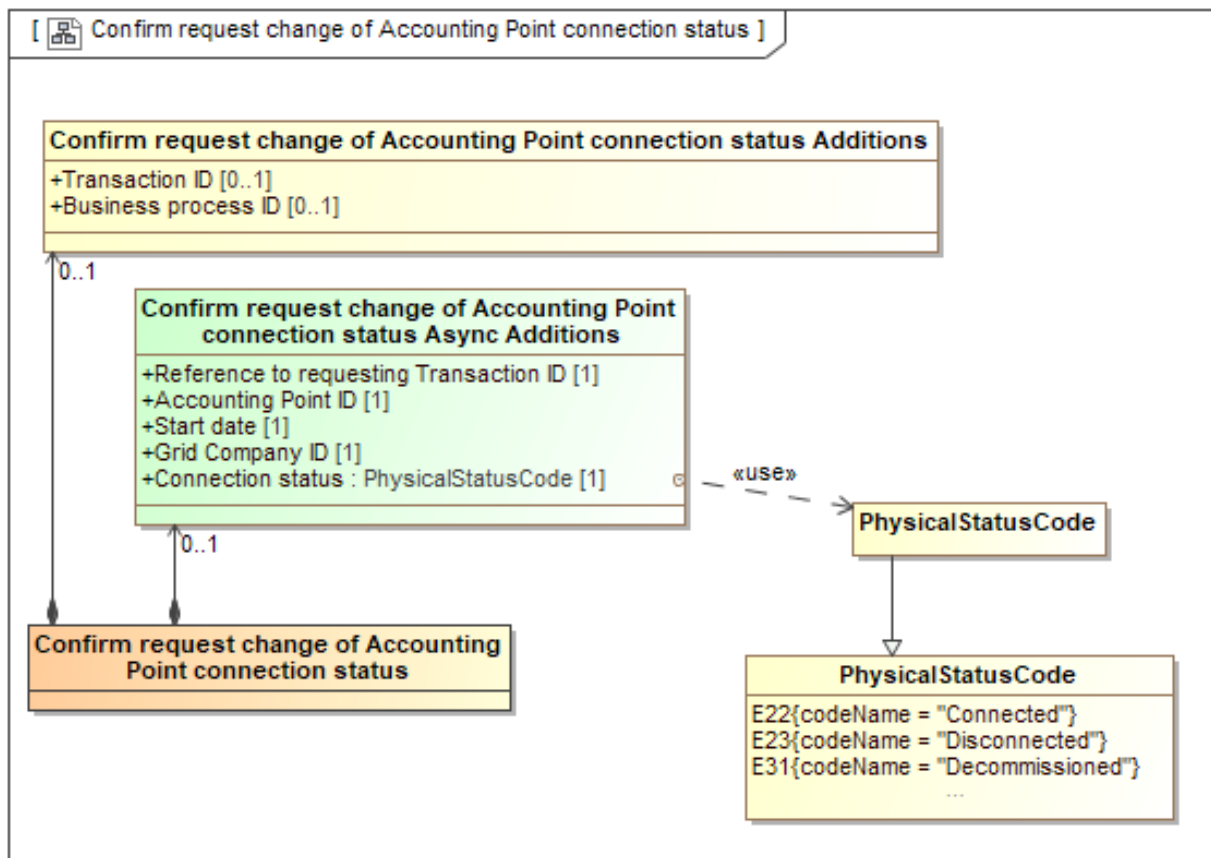 [ Confirm request change of Accounting Point connection status ]
Confirm request change of Accounting Point connection status Additions
+Transaction ID [0..1]
+Business process ID [0..1]
0..1
Confirm request change of Accounting Point
connection status Async Additions
+Reference to requesting Transaction ID [1]
+Accounting Point ID [1]
+Start date [1]
+Grid Company ID [1]
+Connection status : PhysicalStatusCode [1]
«use»
PhysicalStatusCode
0..1
Confirm request change of Accounting
Point connection status
PhysicalStatusCode
E22{codeName = "Connected"}
E23{codeName = "Disconnected"}
E31{codeName = "Decommissioned"}
...